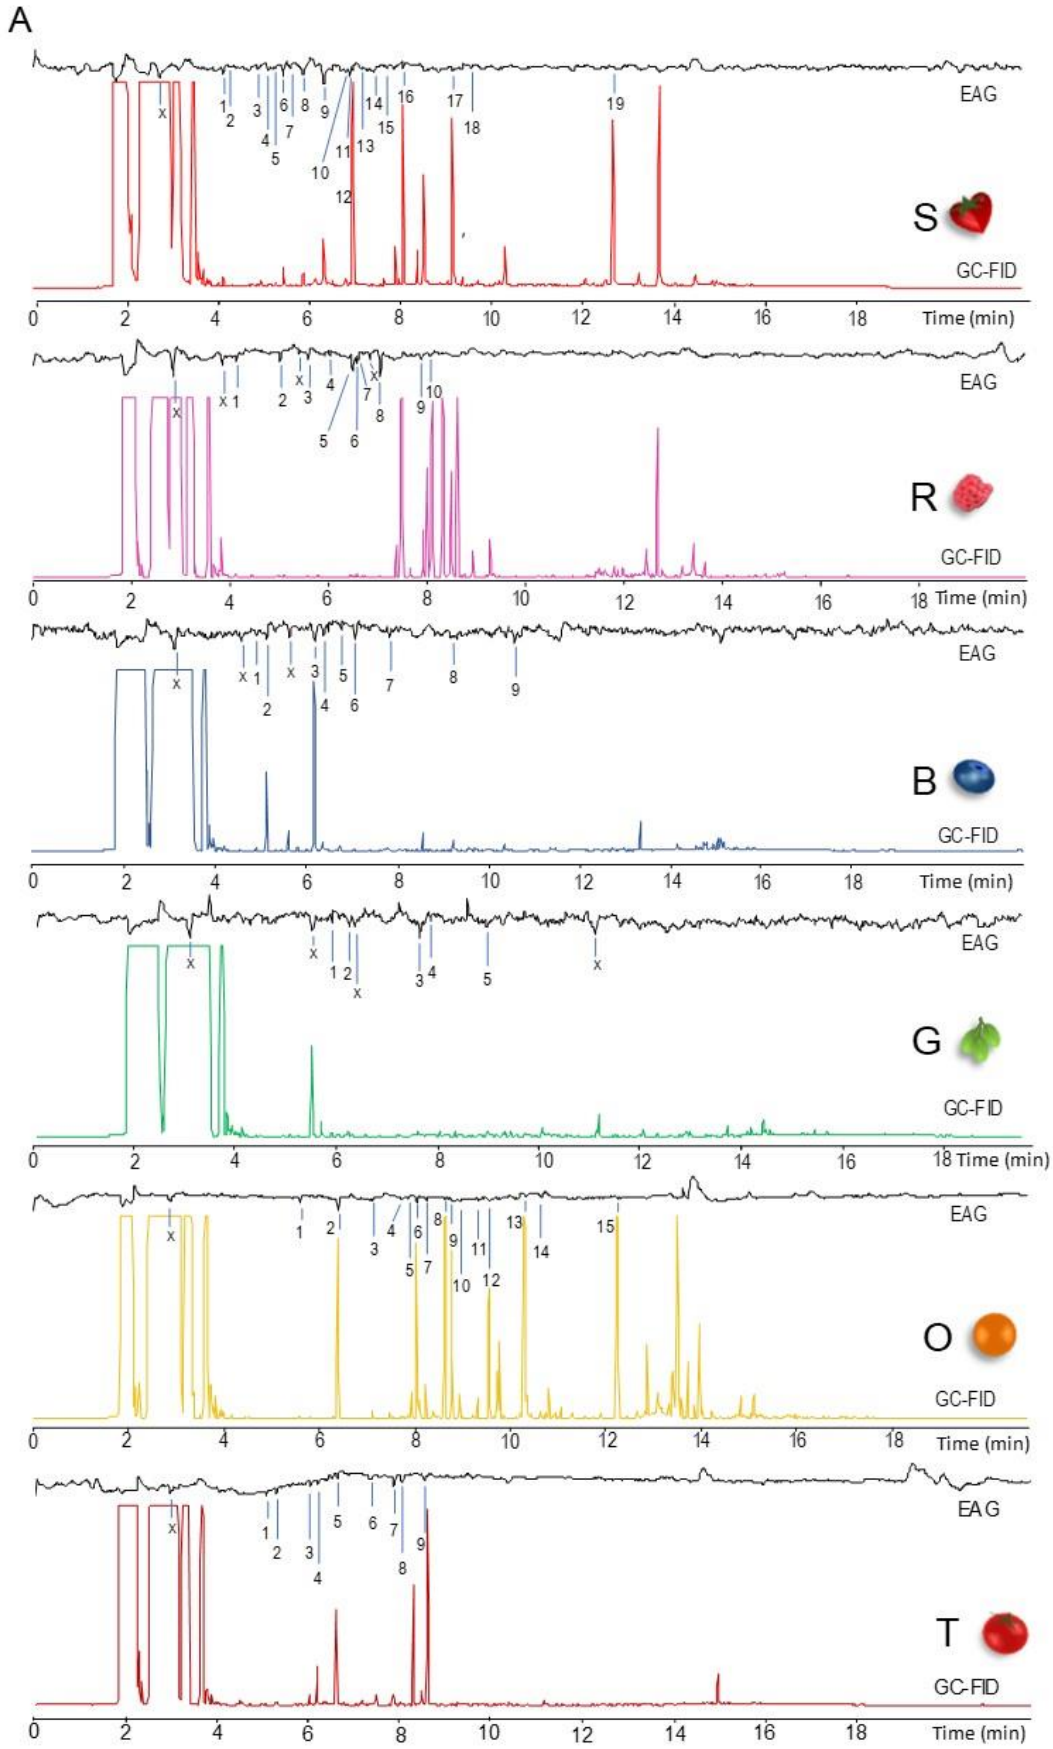 A
EAG
X 1 2 3 4 5 6 7 8 9 10 11 12 13 14 15 16 17 18 19
S
GC-FID
0 2 4 6 8 10 12 14 16 18 Time (min)
EAG
X X 1 2 X 3 4 5 6 7 X 8 9 10
R
GC-FID
0 2 4 6 8 10 12 14 16 18 Time (min)
EAG
X X 1 2 X 3 4 5 6 7 8 9
B
GC-FID
0 2 4 6 8 10 12 14 16 18 Time (min)
EAG
X X 1 2 X 3 4 5 X
G
GC-FID
0 2 4 6 8 10 12 14 16 18 Time (min)
EAG
X 1 2 3 4 5 6 7 8 9 10 11 12 13 14 15
O
GC-FID
0 2 4 6 8 10 12 14 16 18 Time (min)
EAG
X 1 2 3 4 5 6 7 8 9
T
GC-FID
0 2 4 6 8 10 12 14 16 18 Time (min)